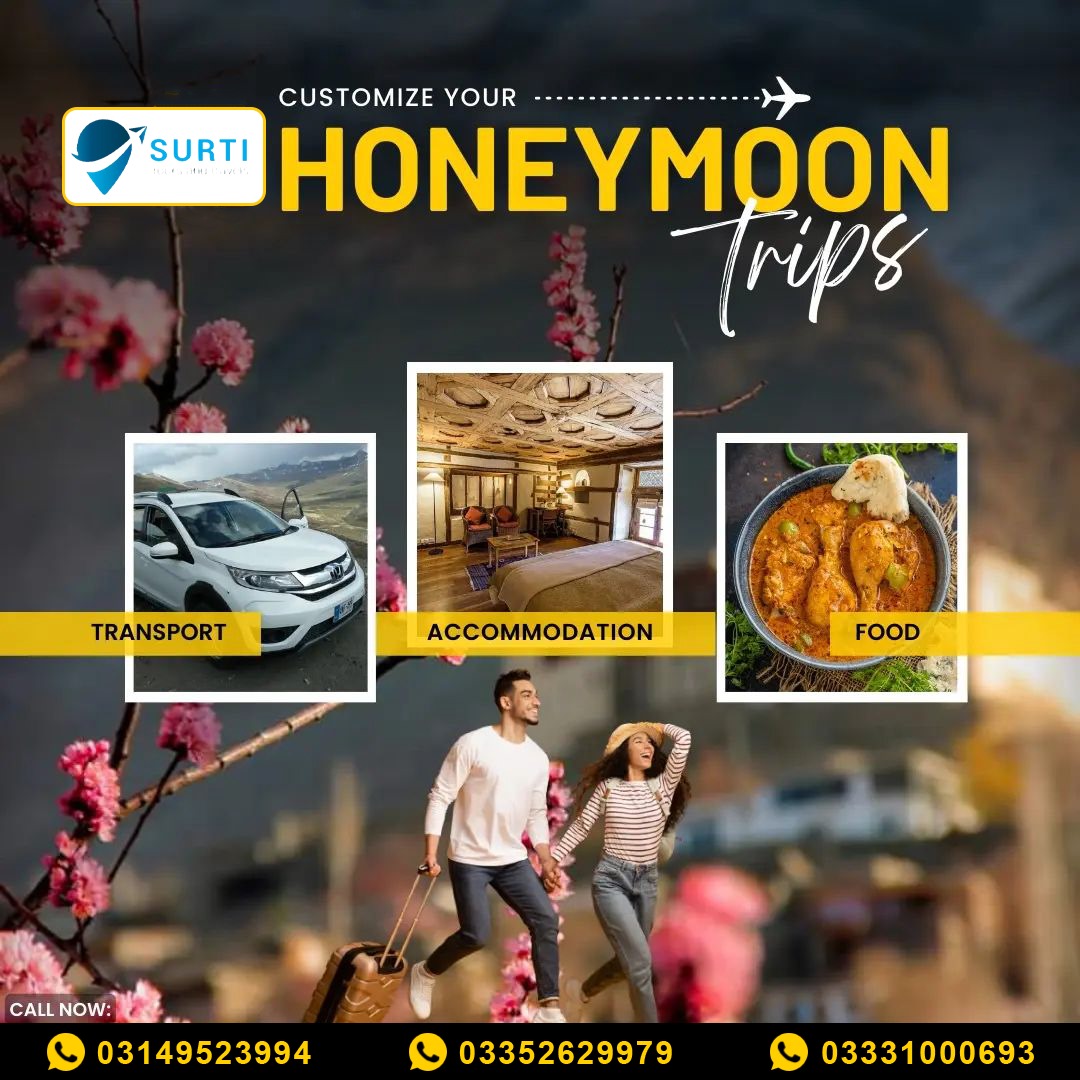 CUSTOMIZE YOUR
SURTI
HONEYMOON
Trips
TRANSPORT
ACCOMMODATION
FOOD
CALL NOW:
03149523994
03352629979
03331000693